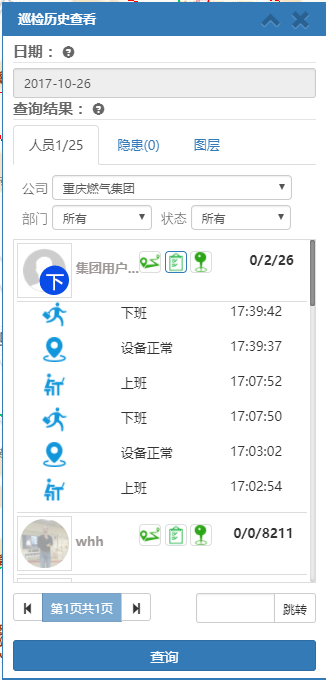 巡检历史查看
日期：
2017-10-26
查询结果：
人员1/25 隐患(0) 图层
公司 重庆燃气集团
部门 所有 状态 所有
下 集团用户... 0/2/26
下班 17:39:42
设备正常 17:39:37
上班 17:07:52
下班 17:07:50
设备正常 17:03:02
上班 17:02:54
whh 0/0/8211
第1页共1页 跳转
查询